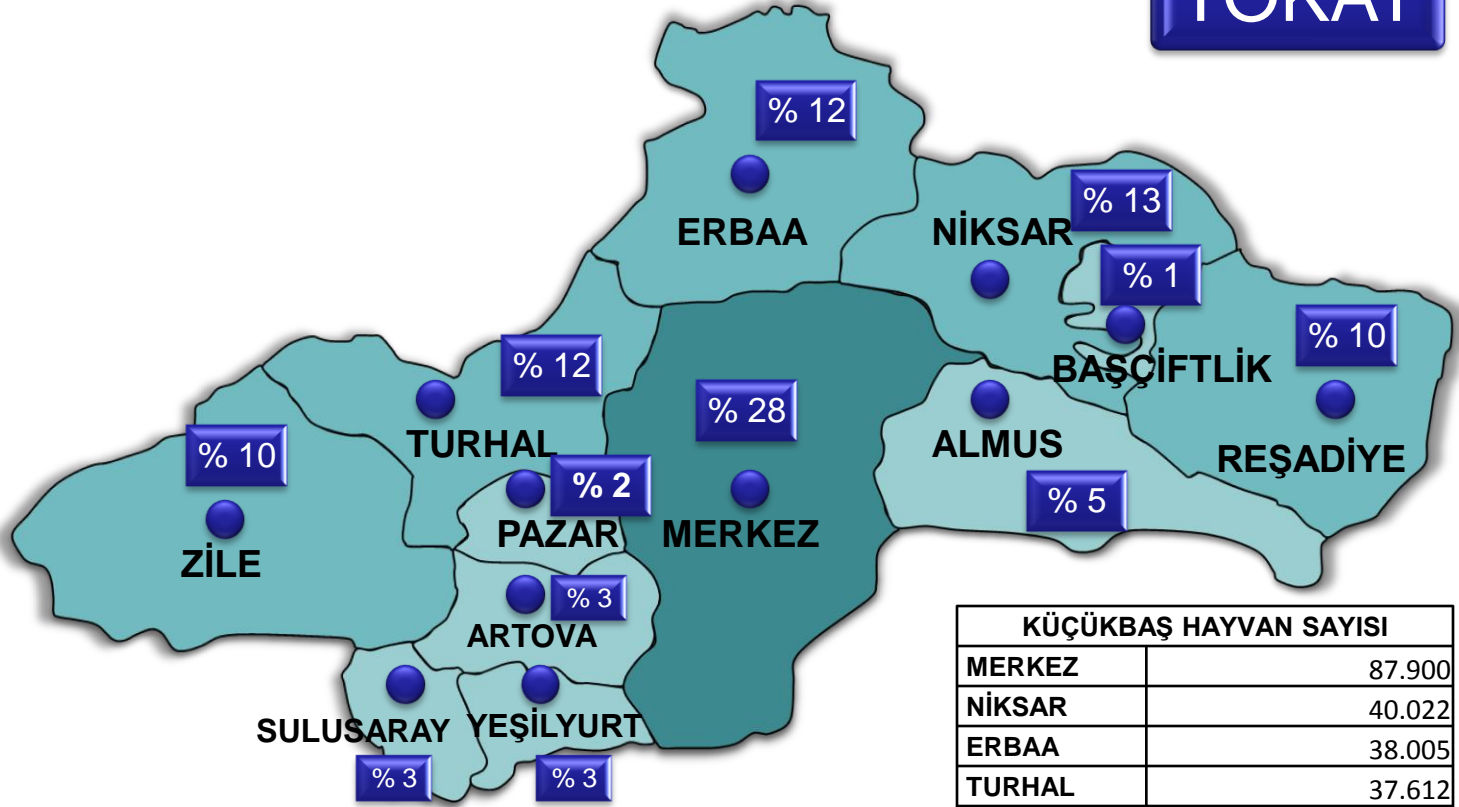 TOKAT
% 12
ERBAA
% 13
NİKSAR
% 1
BAŞÇİFTLİK
% 10
REŞADİYE
% 12
TURHAL
% 28
MERKEZ
ALMUS
% 5
% 10
ZİLE
% 2
PAZAR
% 3
ARTOVA
SULUSARAY
% 3
YEŞİLYURT
% 3
KÜÇÜKBAŞ HAYVAN SAYISI
MERKEZ 87.900
NİKSAR 40.022
ERBAA 38.005
TURHAL 37.612